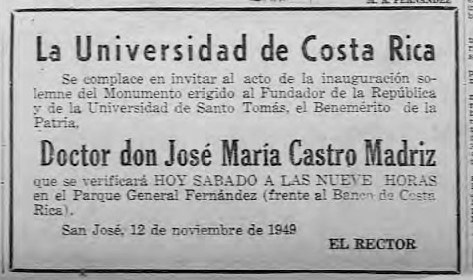 La Universidad de Costa Rica
Se complace en invitar al acto de la inauguración so-
lemne del Monumento erigido al Fundador de la República
y de la Universidad de Santo Tomás, el Benemérito de la
Patria,
Doctor don José María Castro Madriz
que se verificará HOY SABADO A LAS NUEVE HORAS
en el Parque General Fernández (frente al Banco de Costa
Rica).
San José, 12 de noviembre de 1949
EL RECTOR